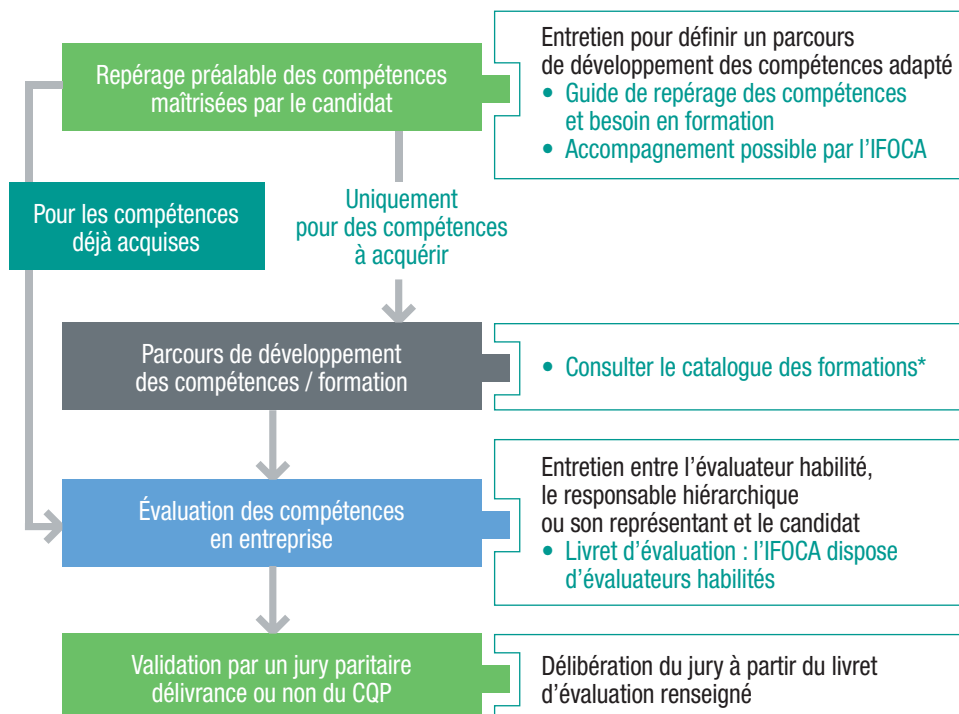 Repérage préalable des compétences
maîtrisées par le candidat
Entretien pour définir un parcours
de développement des compétences adapté
• Guide de repérage des compétences
et besoin en formation
• Accompagnement possible par l'IFOCA
Pour les compétences
déjà acquises
Uniquement
pour des compétences
à acquérir
Parcours de développement
des compétences / formation
• Consulter le catalogue des formations*
Évaluation des compétences
en entreprise
Entretien entre l'évaluateur habilité,
le responsable hiérarchique
ou son représentant et le candidat
• Livret d'évaluation : l'IFOCA dispose
d'évaluateurs habilités
Validation par un jury paritaire
délivrance ou non du CQP
Délibération du jury à partir du livret
d'évaluation renseigné